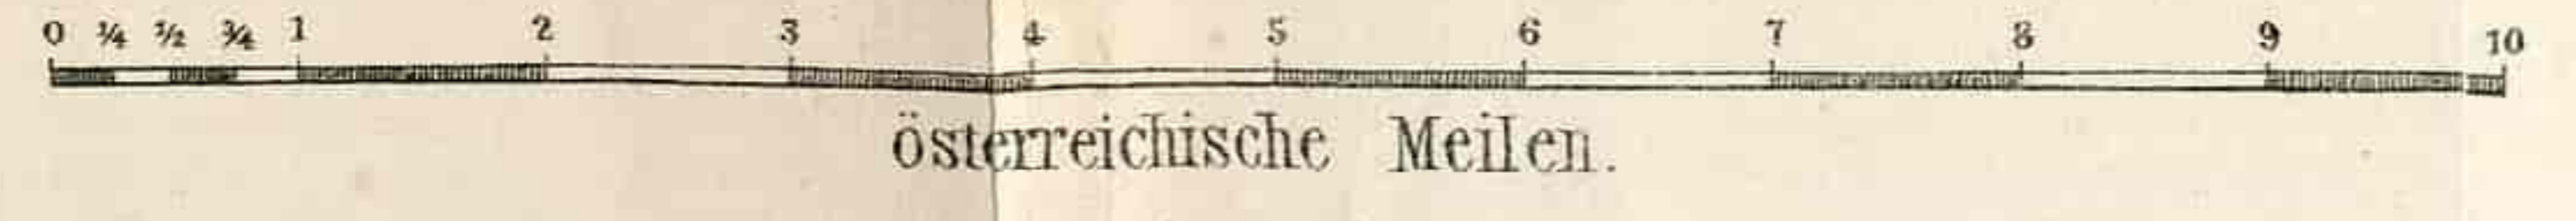 0 ¼ ½ ¾ 1 2 3 4 5 6 7 8 9 10
österreichische Meilen.